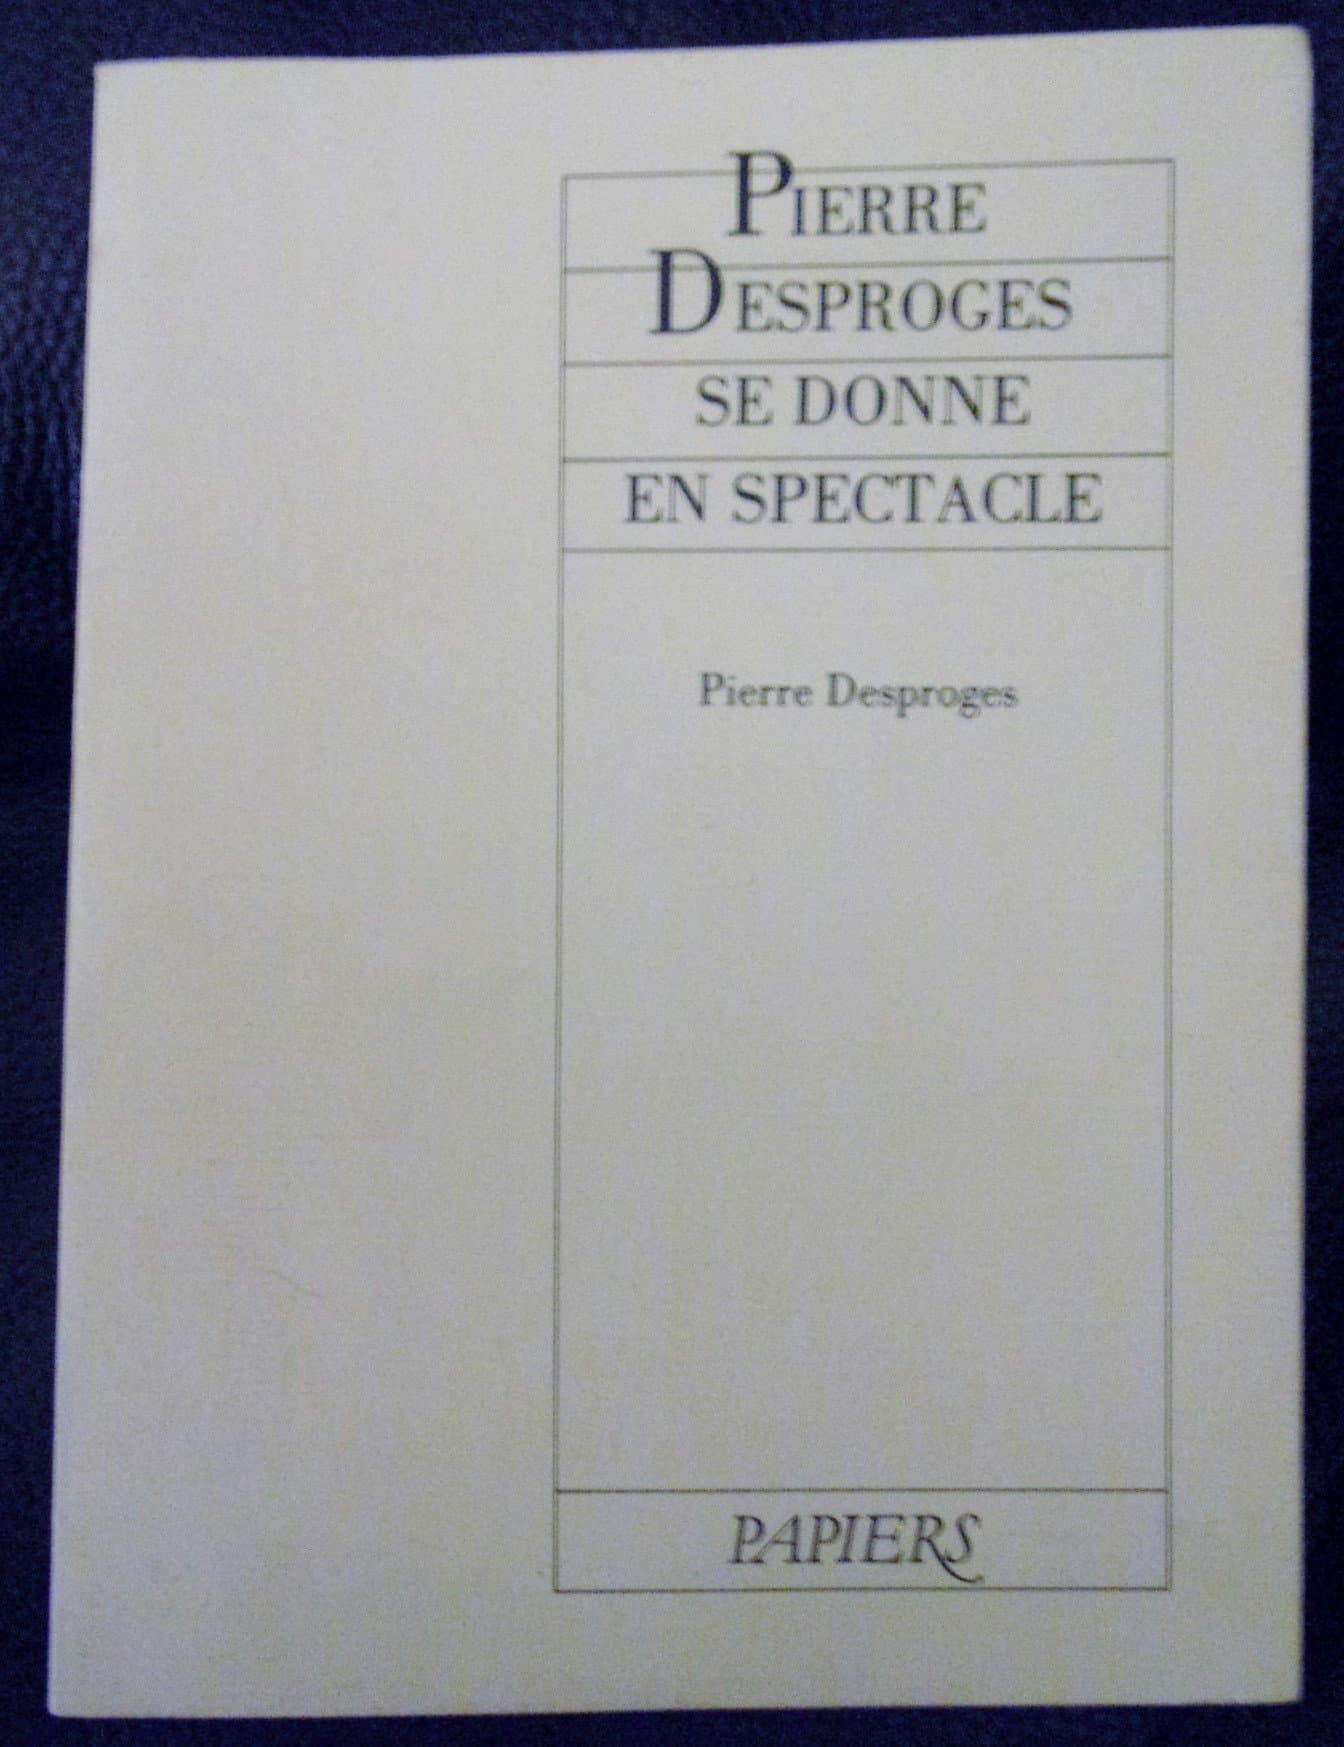 PIERRE
DESPROGES
SE DONNE
EN SPECTACLE
Pierre Desproges
PAPIERS